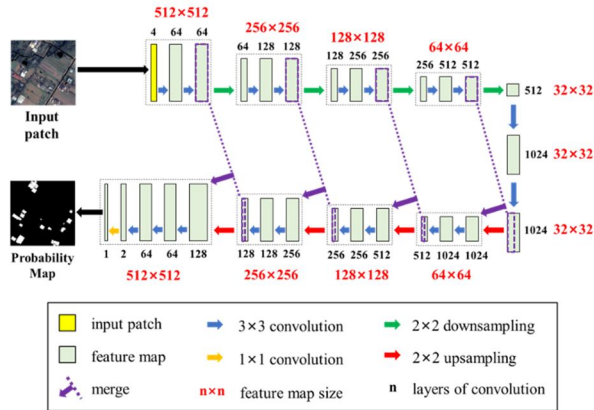 512×512
4 64 64
256×256
64 128 128
128×128
128 256 256
64×64
256 512 512
512 32×32
Input
patch
1024 32×32
1024 32×32
Probability
Map
1 2 64 64 128
512×512
128 128 256
256×256
256 256 512
128×128
512 1024 1024
64×64
input patch
3×3 convolution
2×2 downsampling
feature map
1×1 convolution
2×2 upsampling
merge
n×n feature map size
n layers of convolution